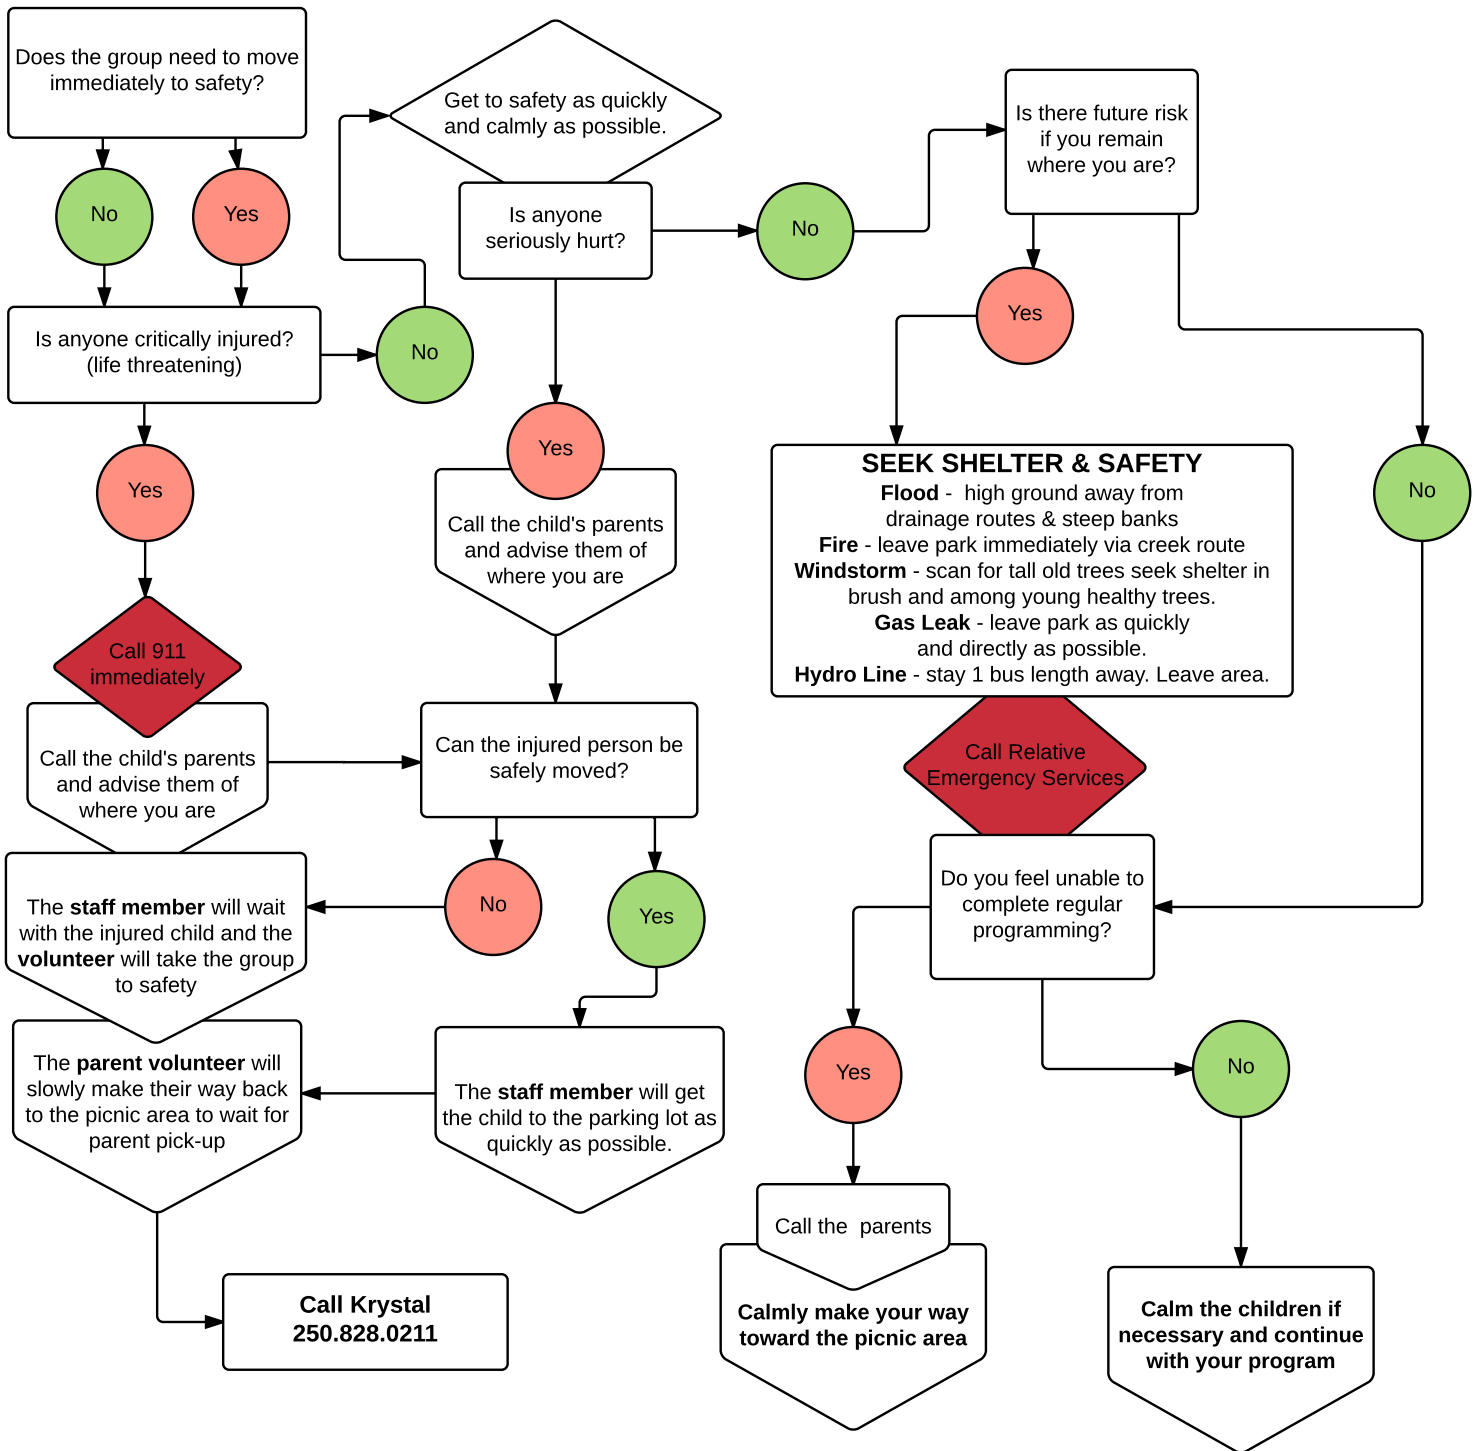 Does the group need to move
immediately to safety?
No
Yes
Is anyone critically injured?
(life threatening)
No
Yes
Call 911
immediately
Call the child's parents
and advise them of
where you are
The staff member will wait
with the injured child and the
volunteer will take the group
to safety
The parent volunteer will
slowly make their way back
to the picnic area to wait for
parent pick-up
Call Krystal
250.828.0211
Get to safety as quickly
and calmly as possible.
Is anyone
seriously hurt?
No
Yes
Call the child's parents
and advise them of
where you are
Can the injured person be
safely moved?
No
Yes
The staff member will get
the child to the parking lot as
quickly as possible.
Is there future risk
if you remain
where you are?
Yes
No
SEEK SHELTER & SAFETY
Flood -  high ground away from
drainage routes & steep banks
Fire - leave park immediately via creek route
Windstorm - scan for tall old trees seek shelter in
brush and among young healthy trees.
Gas Leak - leave park as quickly
and directly as possible.
Hydro Line - stay 1 bus length away. Leave area.
Call Relative
Emergency Services
Do you feel unable to
complete regular
programming?
Yes
No
Call the  parents
Calmly make your way
toward the picnic area
Calm the children if
necessary and continue
with your program